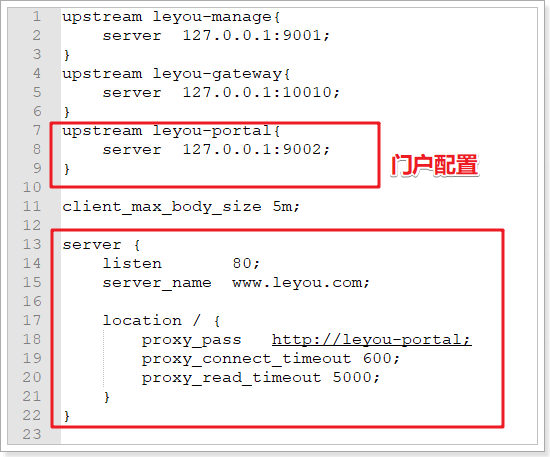 1 upstream leyou-manage{
2     server  127.0.0.1:9001;
3 }
4 upstream leyou-gateway{
5     server  127.0.0.1:10010;
6 }
7 upstream leyou-portal{
8     server  127.0.0.1:9002;
门户配置
9 }
10
11 client_max_body_size 5m;
12
13 server {
14     listen       80;
15     server_name  www.leyou.com;
16
17     location / {
18         proxy_pass   http://leyou-portal;
19         proxy_connect_timeout 600;
20         proxy_read_timeout 5000;
21     }
22 }
23